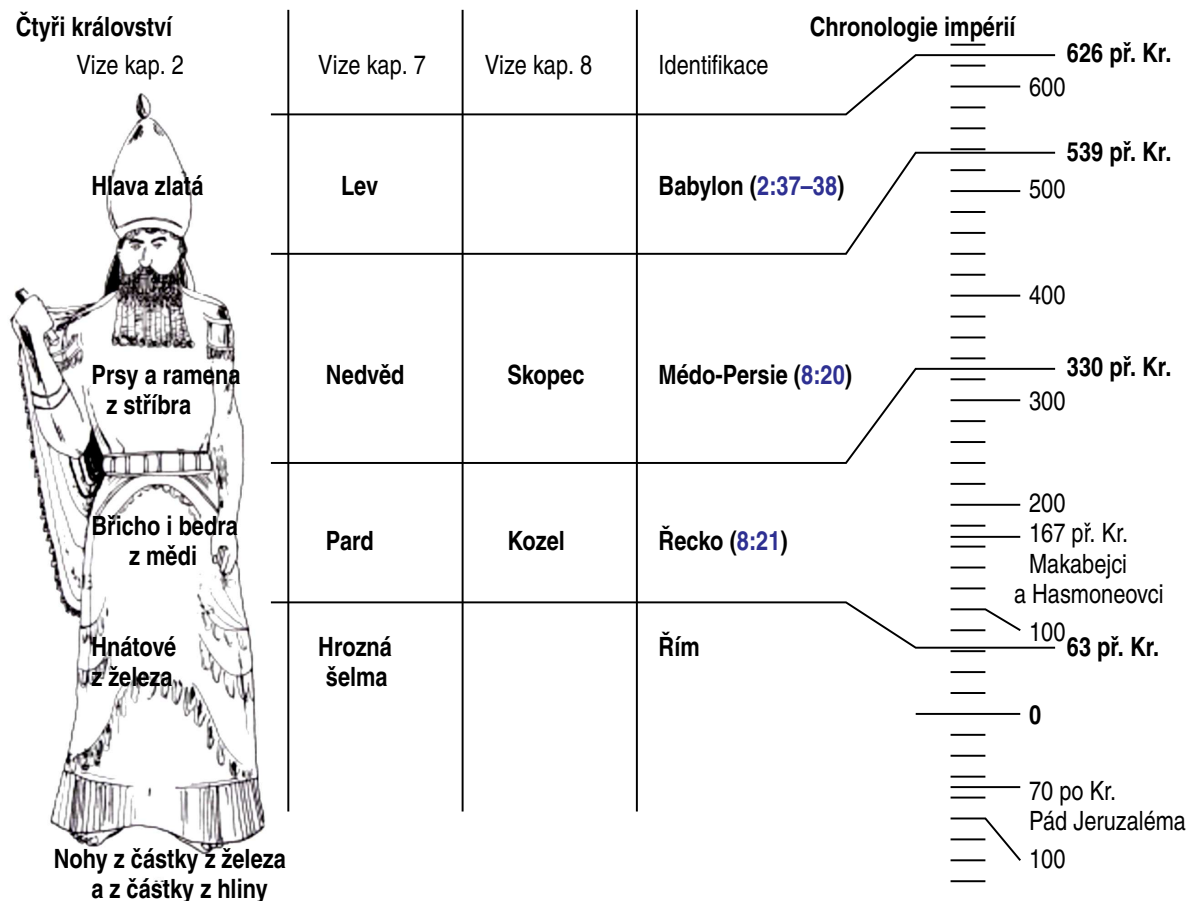 Čtyři království
Chronologie impérií
Vize kap. 2
Vize kap. 7
Vize kap. 8
Identifikace
626 př. Kr.
600
539 př. Kr.
Hlava zlatá
Lev
Babylon (2:37–38)
500
400
Prsy a ramena
z stříbra
Nedvěd
Skopec
Médo-Persie (8:20)
330 př. Kr.
300
200
Břicho i bedra
z mědi
Pard
Kozel
Řecko (8:21)
167 př. Kr.
Makabejci
a Hasmoneovci
100
63 př. Kr.
Hnátové
z železa
Hrozná
šelma
Řím
0
70 po Kr.
Pád Jeruzaléma
100
Nohy z částky z železa
a z částky z hliny